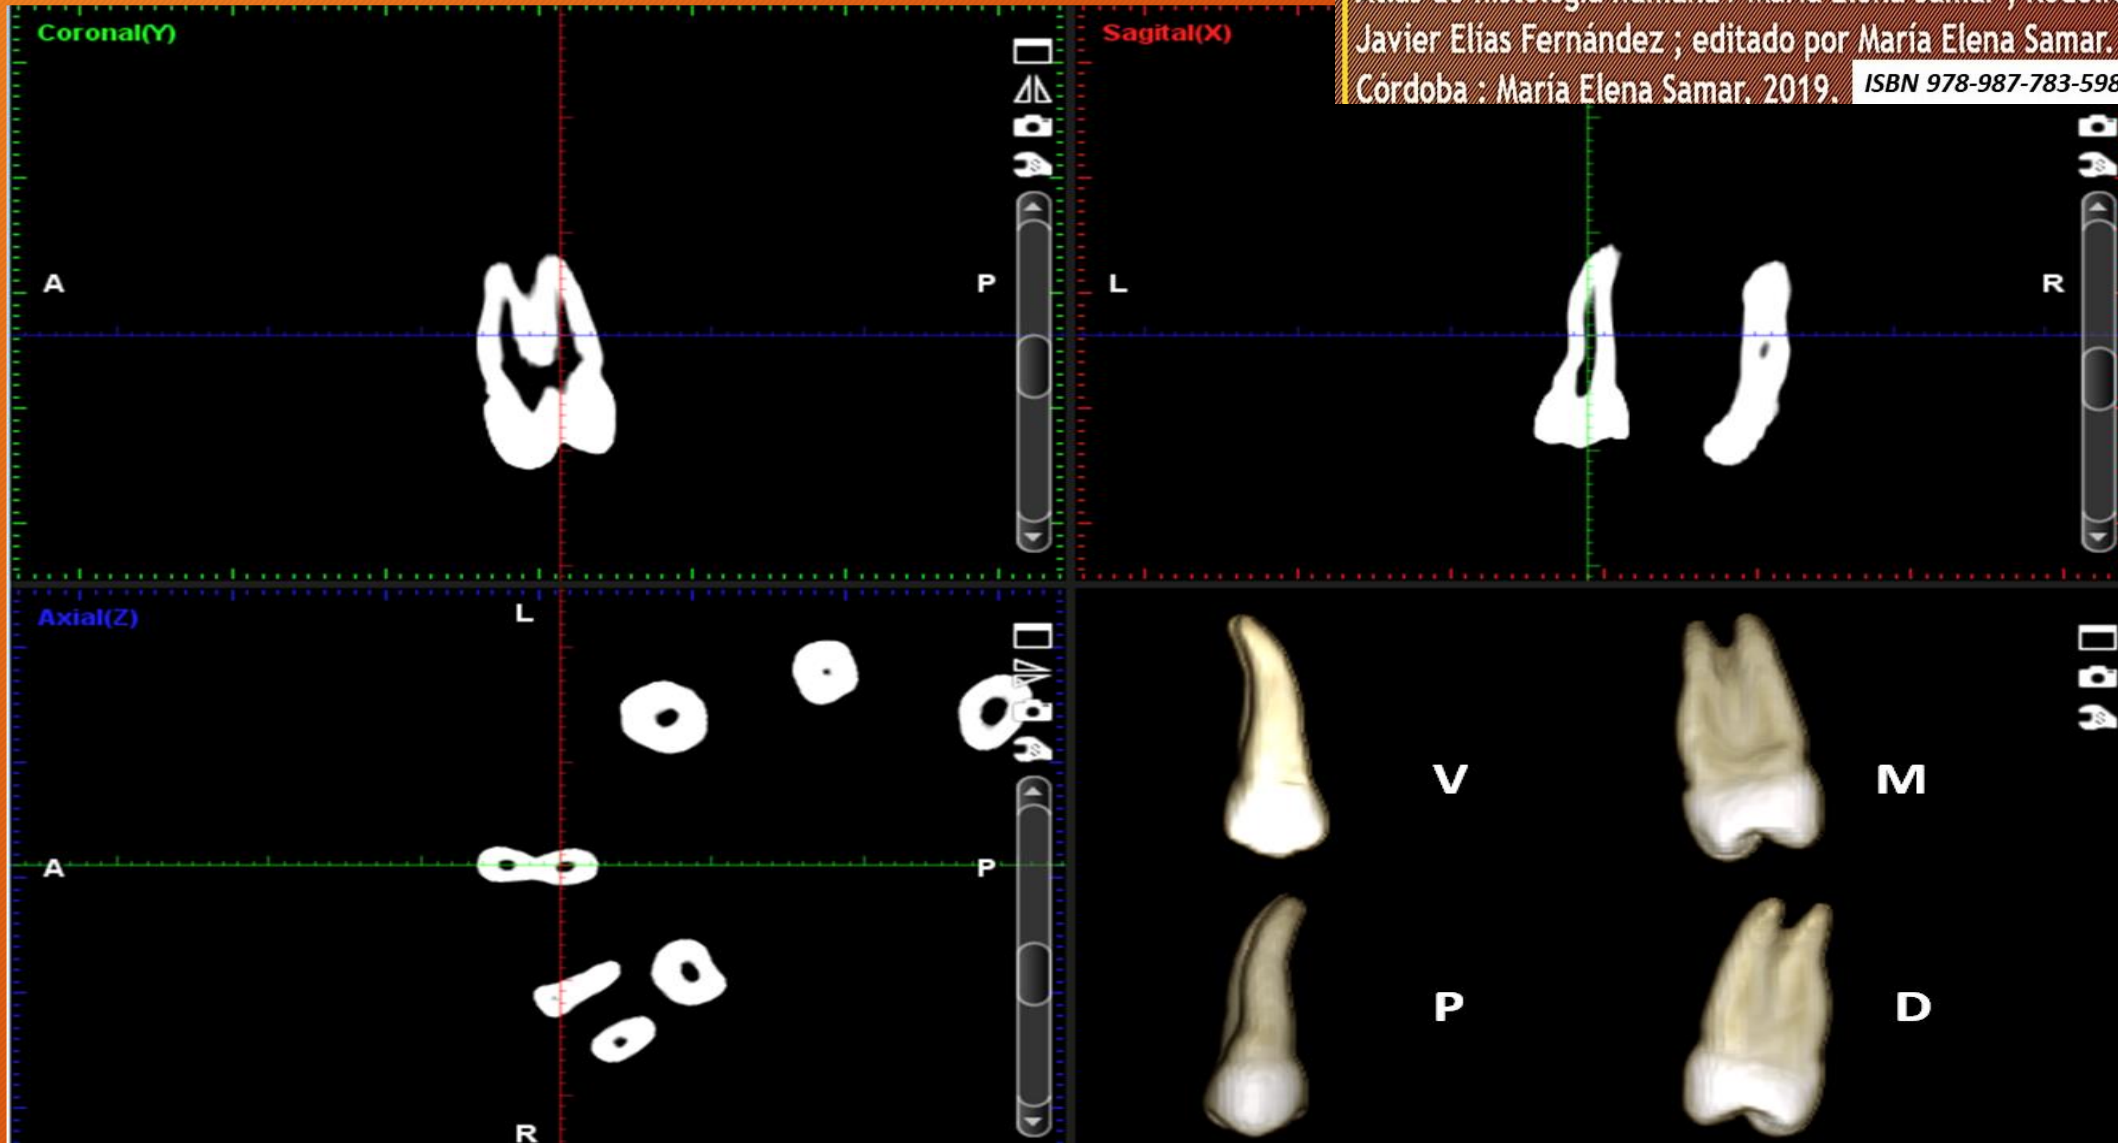 Coronal(Y)
A
P
Sagital(X)
Javier Elías Fernández ; editado por María Elena Samar.
Córdoba : María Elena Samar, 2019.
ISBN 978-987-783-598
L
R
Axial(Z)
L
A
P
R
V
M
P
D